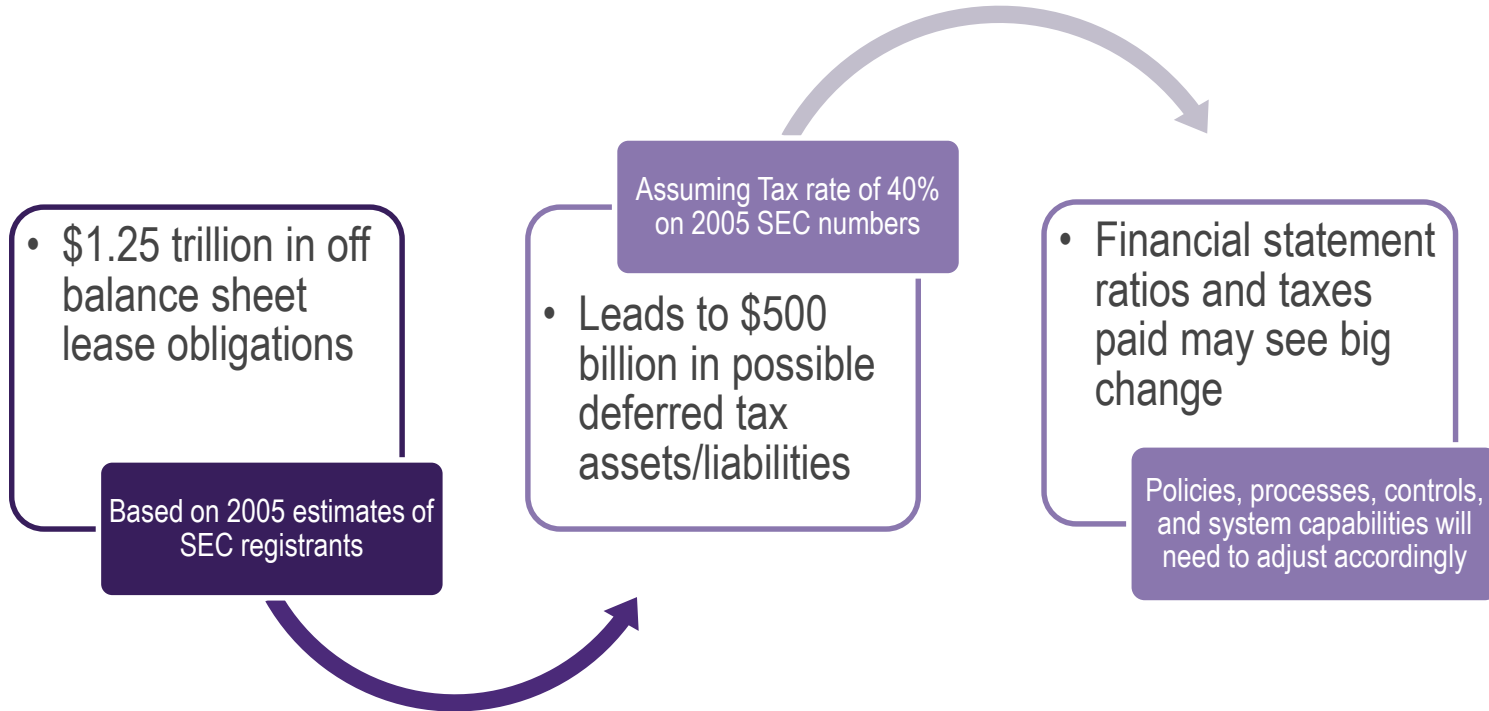 • $1.25 trillion in off
balance sheet
lease obligations
Based on 2005 estimates of
SEC registrants
Assuming Tax rate of 40%
on 2005 SEC numbers
• Leads to $500
billion in possible
deferred tax
assets/liabilities
• Financial statement
ratios and taxes
paid may see big
change
Policies, processes, controls,
and system capabilities will
need to adjust accordingly